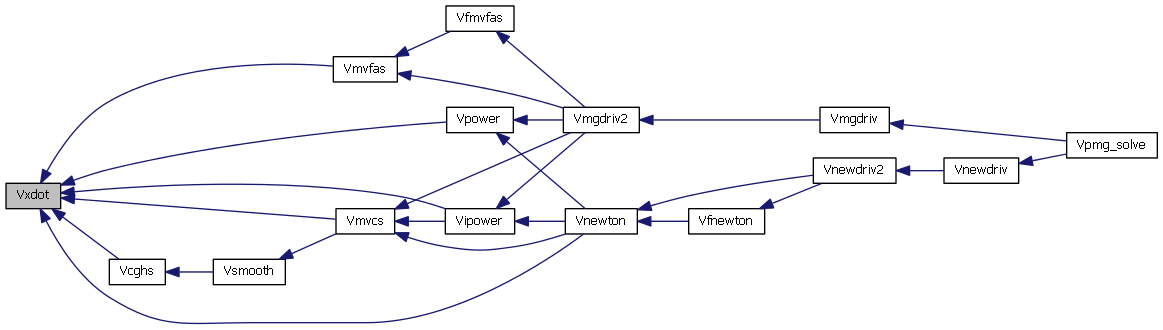 Vfmvfas
Vmvfas
Vpower
Vmgdriv2
Vmgdriv
Vpmg_solve
Vnewdriv2
Vnewdriv
Vxdot
Vmvcs
Vipower
Vnewton
Vfnewton
Vcghs
Vsmooth